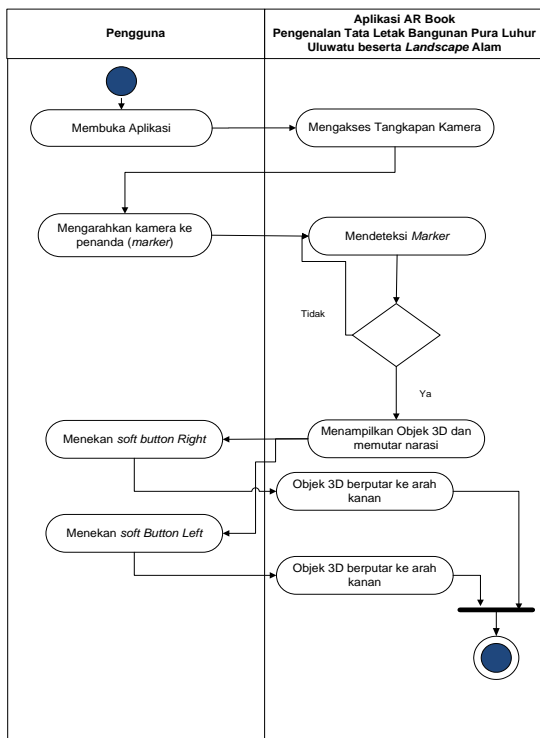 Pengguna
Aplikasi AR Book
Pengenalan Tata Letak Bangunan Pura Luhur
Uluwatu beserta Landscape Alam
Membuka Aplikasi
Mengakses Tangkapan Kamera
Mengarahkan kamera ke
penanda (marker)
Mendeteksi Marker
Tidak
Ya
Menekan soft button Right
Menampilkan Objek 3D dan
memutar narasi
Objek 3D berputar ke arah
kanan
Menekan soft Button Left
Objek 3D berputar ke arah
kanan